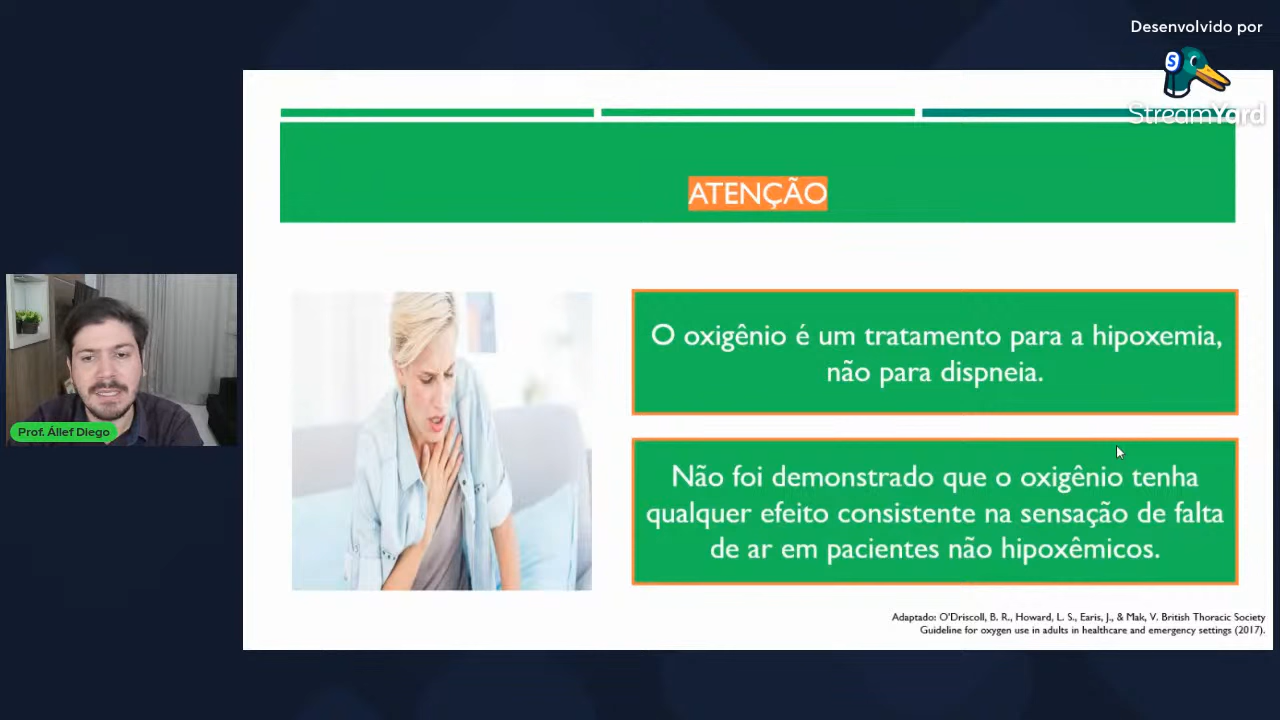 Desenvolvido por
S
StreamYard
ATENÇÃO
O oxigênio é um tratamento para a hipoxemia,
não para dispneia.
Prof. Állef Diego
Não foi demonstrado que o oxigênio tenha
qualquer efeito consistente na sensação de falta
de ar em pacientes não hipoxêmicos.
Adaptado: O'Driscoll, B. R., Howard, L. S., Earis, J., & Mak, V. British Thoracic Society
Guideline for oxygen use in adults in healthcare and emergency settings (2017).